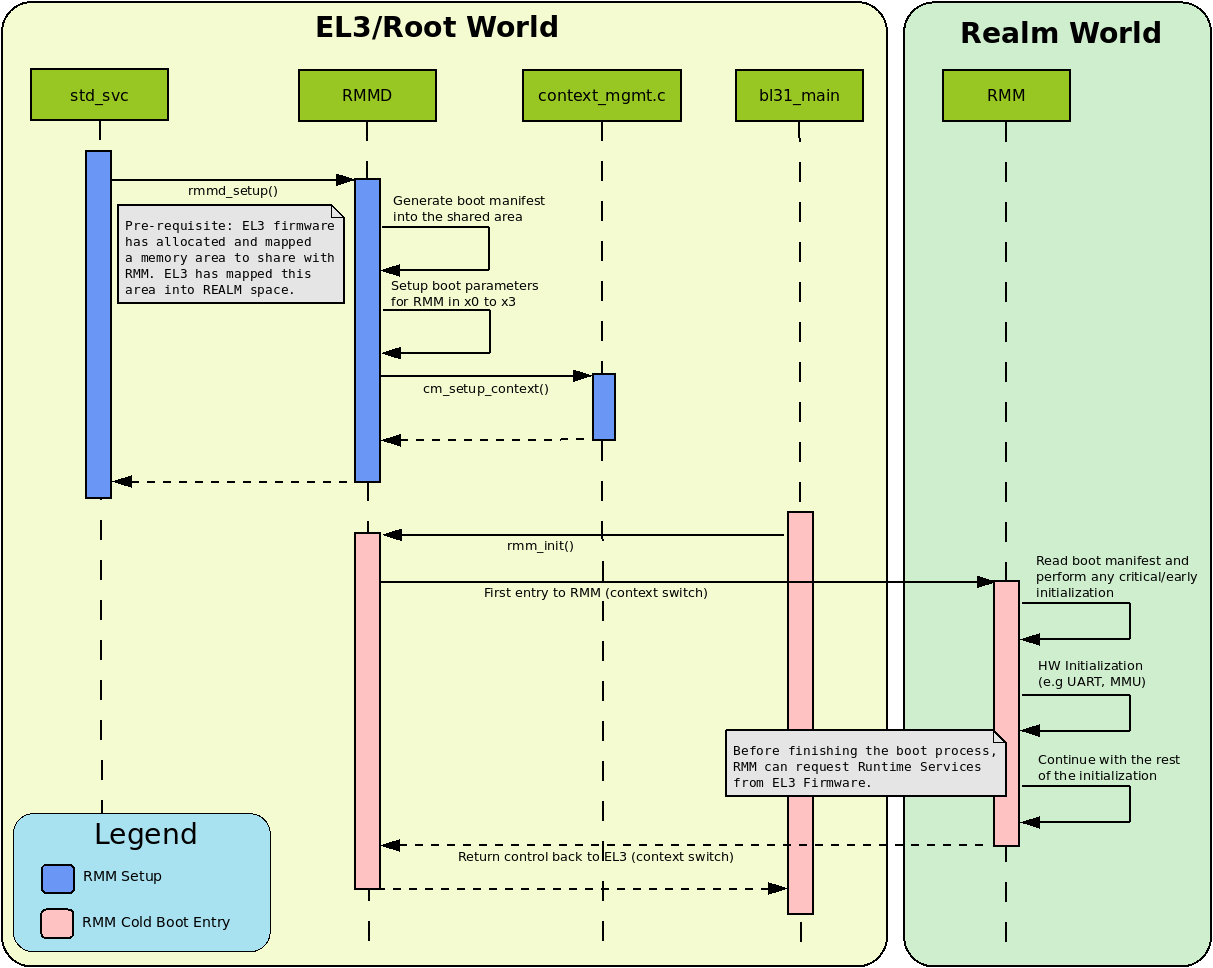 EL3/Root World
Realm World
std_svc
RMMD
context_mgmt.c
bl31_main
RMM
rmmd_setup()
Pre-requisite: EL3 firmware
has allocated and mapped
a memory area to share with
RMM. EL3 has mapped this
area into REALM space.
Generate boot manifest
into the shared area
Setup boot parameters
for RMM in x0 to x3
cm_setup_context()
rmm_init()
First entry to RMM (context switch)
Read boot manifest and
perform any critical/early
initialization
HW Initialization
(e.g UART, MMU)
Before finishing the boot process,
RMM can request Runtime Services
from EL3 Firmware.
Continue with the rest
of the initialization
Return control back to EL3 (context switch)
Legend
RMM Setup
RMM Cold Boot Entry